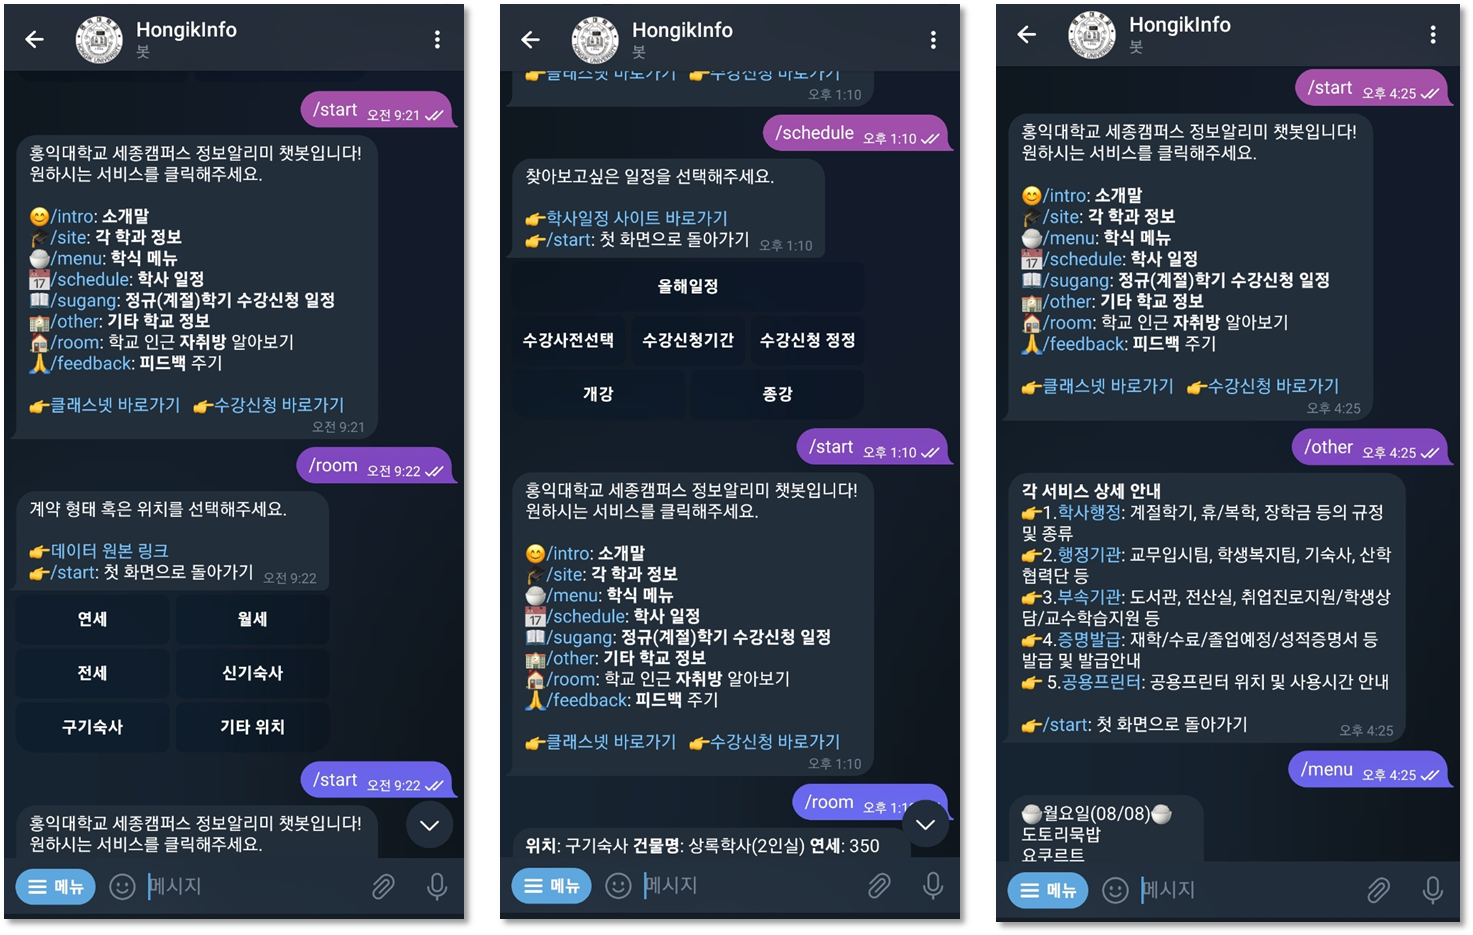 HongikInfo
봇
/start 오전 9:21
홍익대학교 세종캠퍼스 정보알리미 챗봇입니다!
원하시는 서비스를 클릭해주세요.
/intro: 소개말
/site: 각 학과 정보
/menu: 학식 메뉴
/schedule: 학사 일정
/sugang: 정규(계절)학기 수강신청 일정
/other: 기타 학교 정보
/room: 학교 인근 자취방 알아보기
/feedback: 피드백 주기
클래스넷 바로가기 수강신청 바로가기
오전 9:21
/room 오전 9:22
계약 형태 혹은 위치를 선택해주세요.
데이터 원본 링크
/start: 첫 화면으로 돌아가기 오전 9:22
연세 월세
전세 신기숙사
구기숙사 기타 위치
/start 오전 9:22
홍익대학교 세종캠퍼스 정보알리미 챗봇입니다!
원하시는 서비스를 클릭해주세요.
메뉴 메시지
HongikInfo
봇
클래스넷 바로가기 수강신청 바로가기
오후 1:10
/schedule 오후 1:10
찾아보고싶은 일정을 선택해주세요.
학사일정 사이트 바로가기
/start: 첫 화면으로 돌아가기 오후 1:10
올해일정
수강사전선택 수강신청기간 수강신청 정정
개강 종강
/start 오후 1:10
홍익대학교 세종캠퍼스 정보알리미 챗봇입니다!
원하시는 서비스를 클릭해주세요.
/intro: 소개말
/site: 각 학과 정보
/menu: 학식 메뉴
/schedule: 학사 일정
/sugang: 정규(계절)학기 수강신청 일정
/other: 기타 학교 정보
/room: 학교 인근 자취방 알아보기
/feedback: 피드백 주기
클래스넷 바로가기 수강신청 바로가기
오후 1:10
/room 오후
위치: 구기숙사 건물명: 상록학사(2인실) 연세: 350
메뉴 메시지
HongikInfo
봇
/start 오후 4:25
홍익대학교 세종캠퍼스 정보알리미 챗봇입니다!
원하시는 서비스를 클릭해주세요.
/intro: 소개말
/site: 각 학과 정보
/menu: 학식 메뉴
/schedule: 학사 일정
/sugang: 정규(계절)학기 수강신청 일정
/other: 기타 학교 정보
/room: 학교 인근 자취방 알아보기
/feedback: 피드백 주기
클래스넷 바로가기 수강신청 바로가기
오후 4:25
/other 오후 4:25
각 서비스 상세 안내
1.학사행정: 계절학기, 휴/복학, 장학금 등의 규정
및 종류
2.행정기관: 교무입시팀, 학생복지팀, 기숙사, 산학
협력단 등
3.부속기관: 도서관, 전산실, 취업진로지원/학생상
담/교수학습지원 등
4.증명발급: 재학/수료/졸업예정/성적증명서 등
발급 및 발급안내
5.공용프린터: 공용프린터 위치 및 사용시간 안내
/start: 첫 화면으로 돌아가기
오후 4:25
/menu 오후 4:25
월요일(08/08)
도토리묵밥
요쿠르트
메뉴 메시지